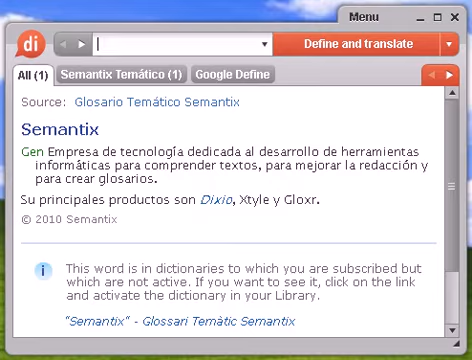 Menu
di
Define and translate
All (1) Semantix Temático (1) Google Define
Source: Glosario Temático Semantix
Semantix
Gen Empresa de tecnología dedicada al desarrollo de herramientas
informáticas para comprender textos, para mejorar la redacción y
para crear glosarios.
Su principales producton son Dixio, Xtyle y Gloxr.
© 2010 Semantix
i
This word is in dictionaries to which you are subscribed but
which are not active. If you want to see it, click on the link
and activate the dictionary in your Library.
"Semantix" - Glossari Temàtic Semantix